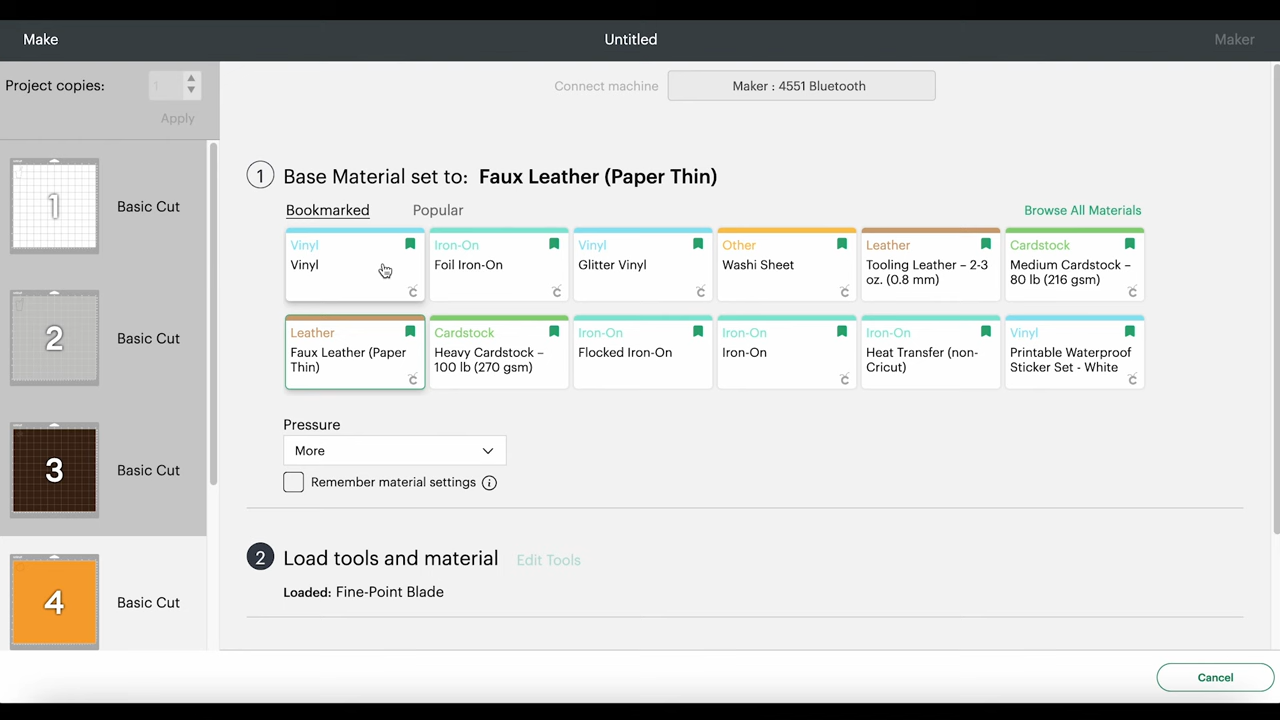 Make
Untitled
Maker
Project copies:
1
Apply
Connect machine
Maker : 4551 Bluetooth
1
Basic Cut
2
Basic Cut
3
Basic Cut
4
Basic Cut
1 Base Material set to: Faux Leather (Paper Thin)
Bookmarked
Popular
Browse All Materials
Vinyl
Vinyl
Iron-On
Foil Iron-On
Vinyl
Glitter Vinyl
Other
Washi Sheet
Leather
Tooling Leather – 2-3
oz. (0.8 mm)
Cardstock
Medium Cardstock –
80 lb (216 gsm)
Leather
Faux Leather (Paper
Thin)
Cardstock
Heavy Cardstock –
100 lb (270 gsm)
Iron-On
Flocked Iron-On
Iron-On
Iron-On
Iron-On
Heat Transfer (non-
Cricut)
Vinyl
Printable Waterproof
Sticker Set - White
Pressure
More
Remember material settings
2 Load tools and material Edit Tools
Loaded: Fine-Point Blade
Cancel